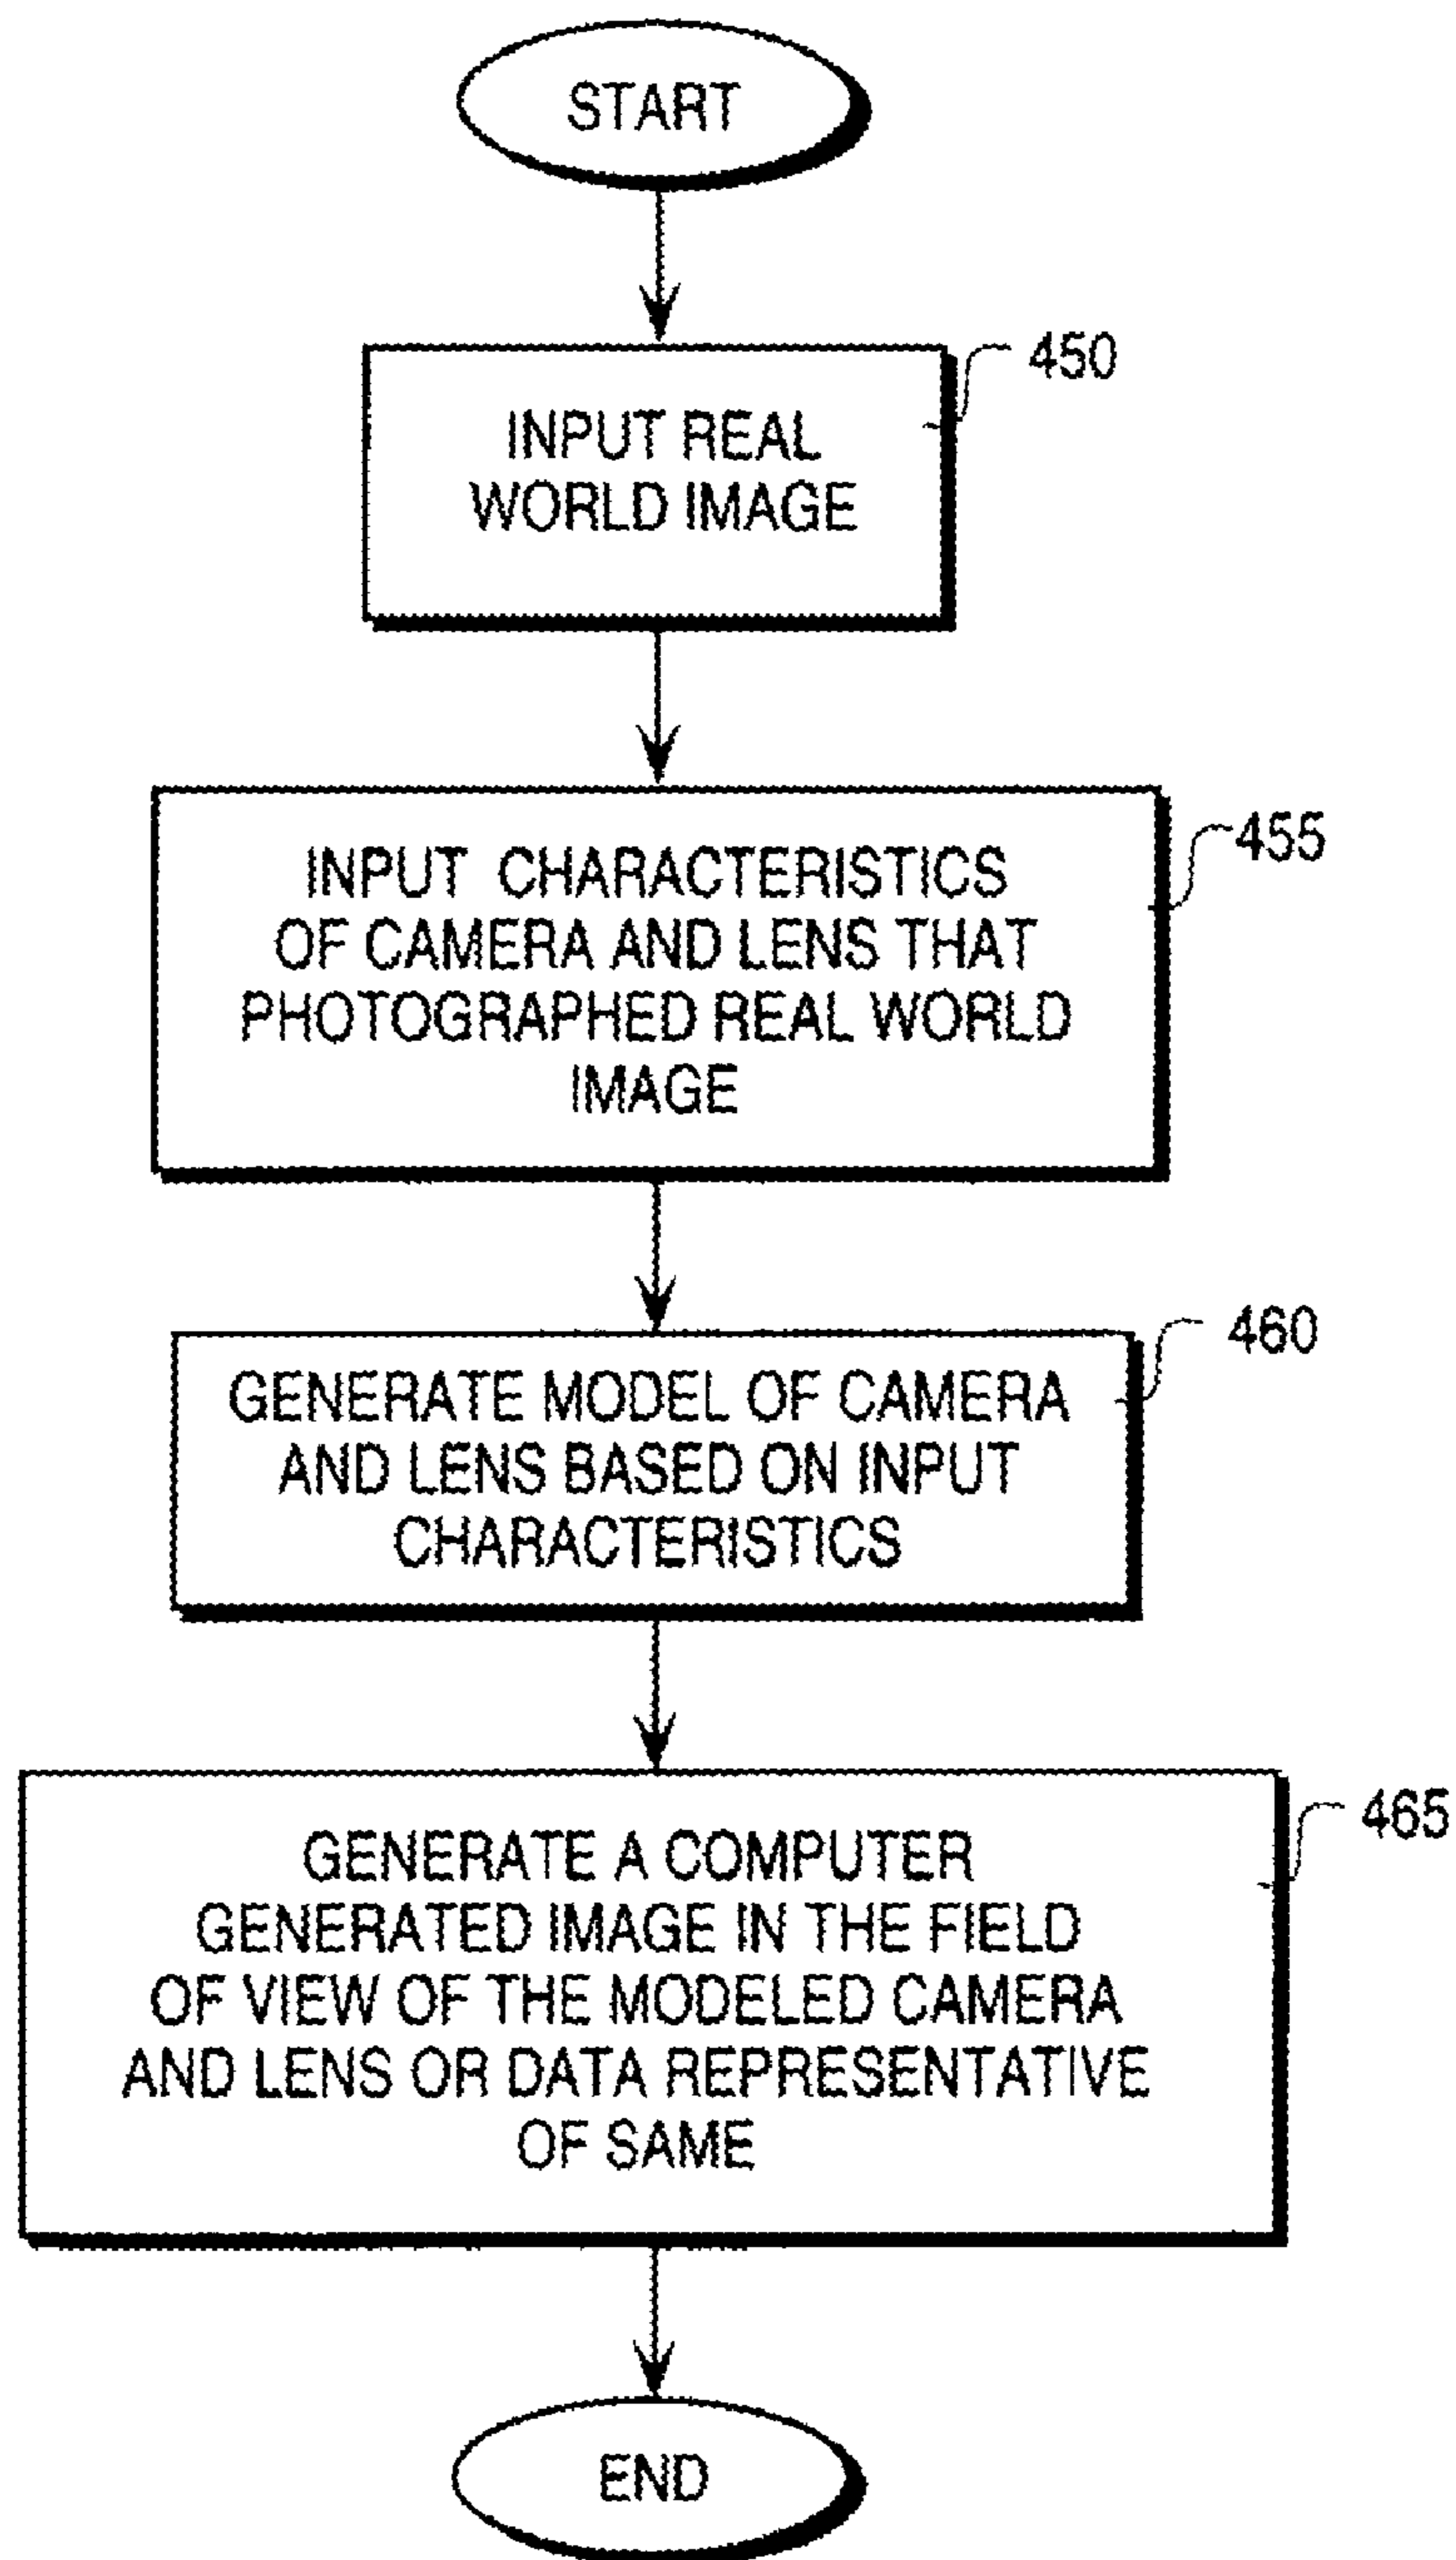 START
450
INPUT REAL
WORLD IMAGE
455
INPUT CHARACTERISTICS
OF CAMERA AND LENS THAT
PHOTOGRAPHED REAL WORLD
IMAGE
460
GENERATE MODEL OF CAMERA
AND LENS BASED ON INPUT
CHARACTERISTICS
465
GENERATE A COMPUTER
GENERATED IMAGE IN THE FIELD
OF VIEW OF THE MODELED CAMERA
AND LENS OR DATA REPRESENTATIVE
OF SAME
END